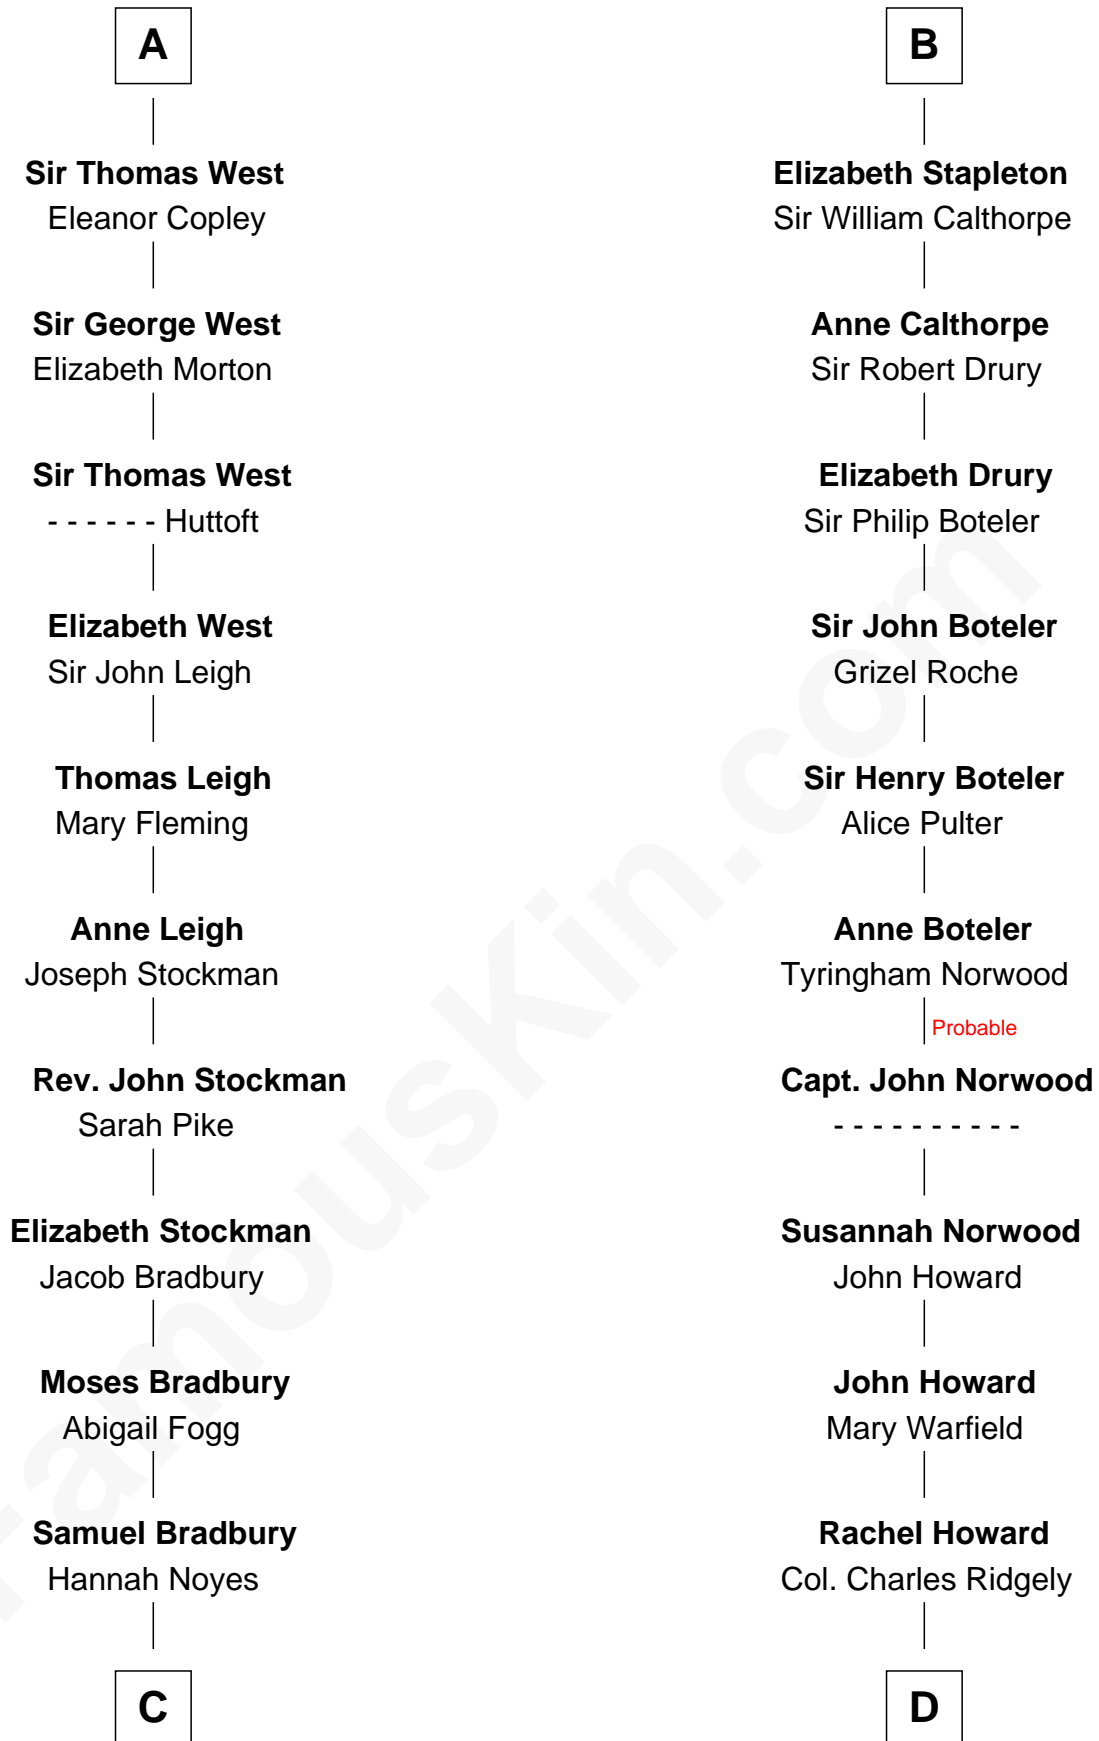 A
Sir Thomas West
Eleanor Copley
Sir George West
Elizabeth Morton
Sir Thomas West
- - - - - - Huttoft
Elizabeth West
Sir John Leigh
Thomas Leigh
Mary Fleming
Anne Leigh
Joseph Stockman
Rev. John Stockman
Sarah Pike
Elizabeth Stockman
Jacob Bradbury
Moses Bradbury
Abigail Fogg
Samuel Bradbury
Hannah Noyes
C
B
Elizabeth Stapleton
Sir William Calthorpe
Anne Calthorpe
Sir Robert Drury
Elizabeth Drury
Sir Philip Boteler
Sir John Boteler
Grizel Roche
Sir Henry Boteler
Alice Pulter
Anne Boteler
Tyringham Norwood
Probable
Capt. John Norwood
- - - - - - - - - -
Susannah Norwood
John Howard
John Howard
Mary Warfield
Rachel Howard
Col. Charles Ridgely
D
FamousKin.com